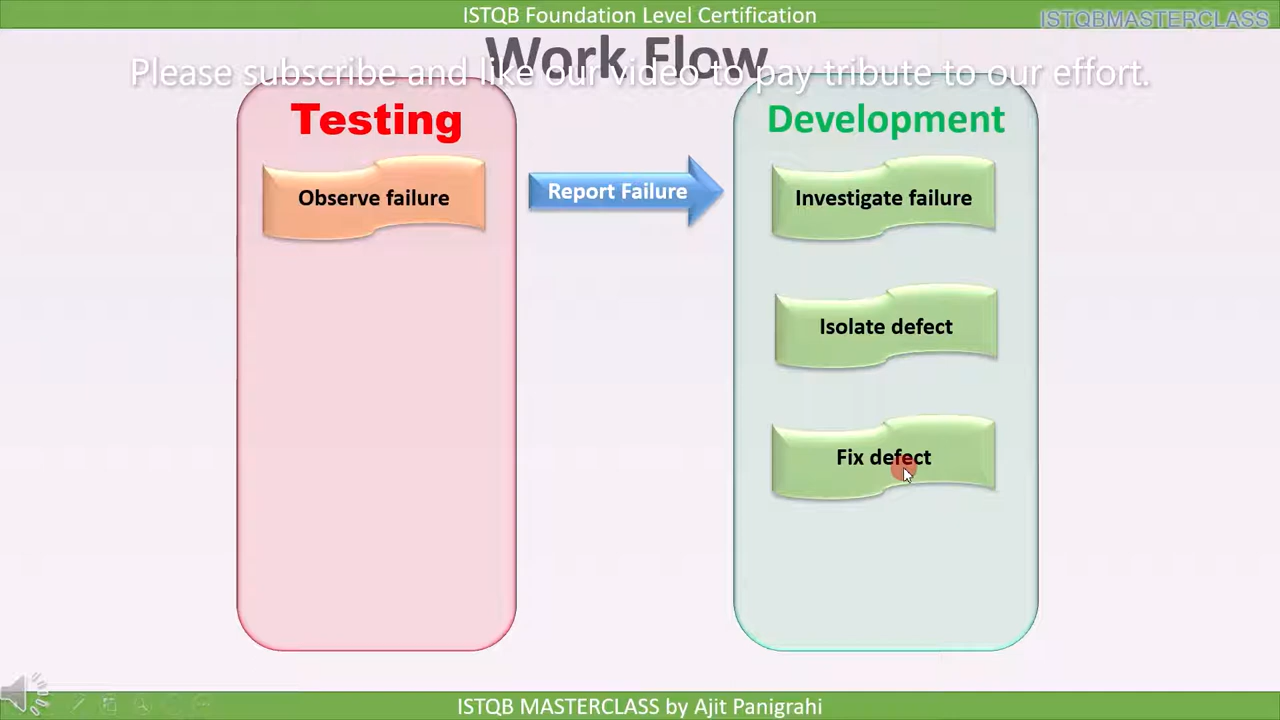 ISTQB Foundation Level Certification
ISTQBMASTERCLASS
Work Flow
Please subscribe and like our video to pay tribute to our effort.
Testing
Development
Observe failure
Report Failure
Investigate failure
Isolate defect
Fix defect
ISTQB MASTERCLASS by Ajit Panigrahi